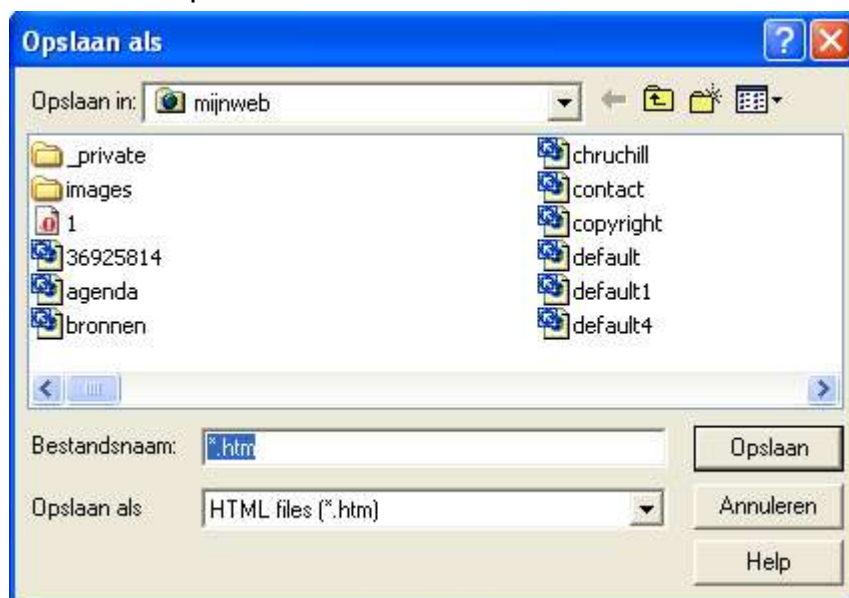 Opslaan als
Opslaan in: mijnweb
_private
images
1
36925814
agenda
bronnen
chruchill
contact
copyright
default
default1
default4
Bestandsnaam: *.htm Opslaan
Opslaan als HTML files (*.htm) Annuleren
Help